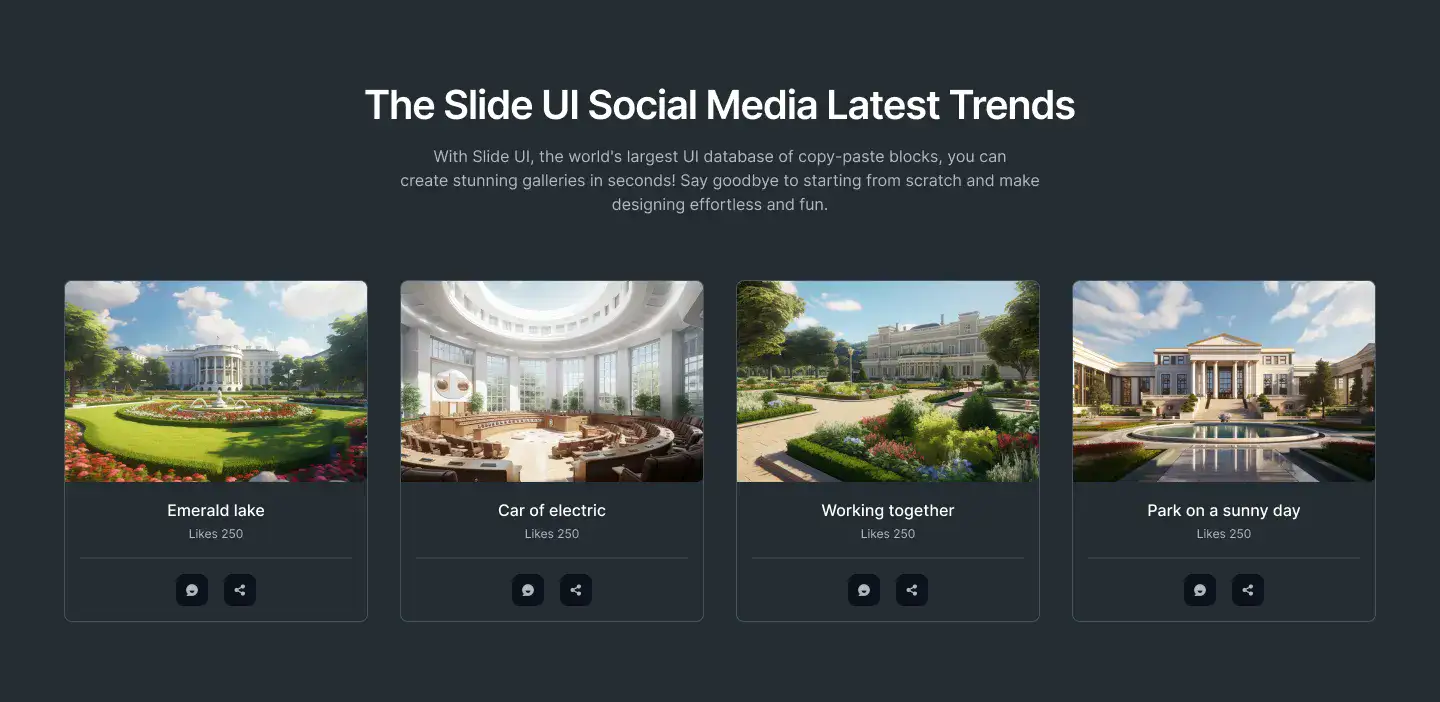 The Slide UI Social Media Latest Trends
With Slide UI, the world's largest UI database of copy-paste blocks, you can
create stunning galleries in seconds! Say goodbye to starting from scratch and make
designing effortless and fun.
Emerald lake
Likes 250
Car of electric
Likes 250
Working together
Likes 250
Park on a sunny day
Likes 250